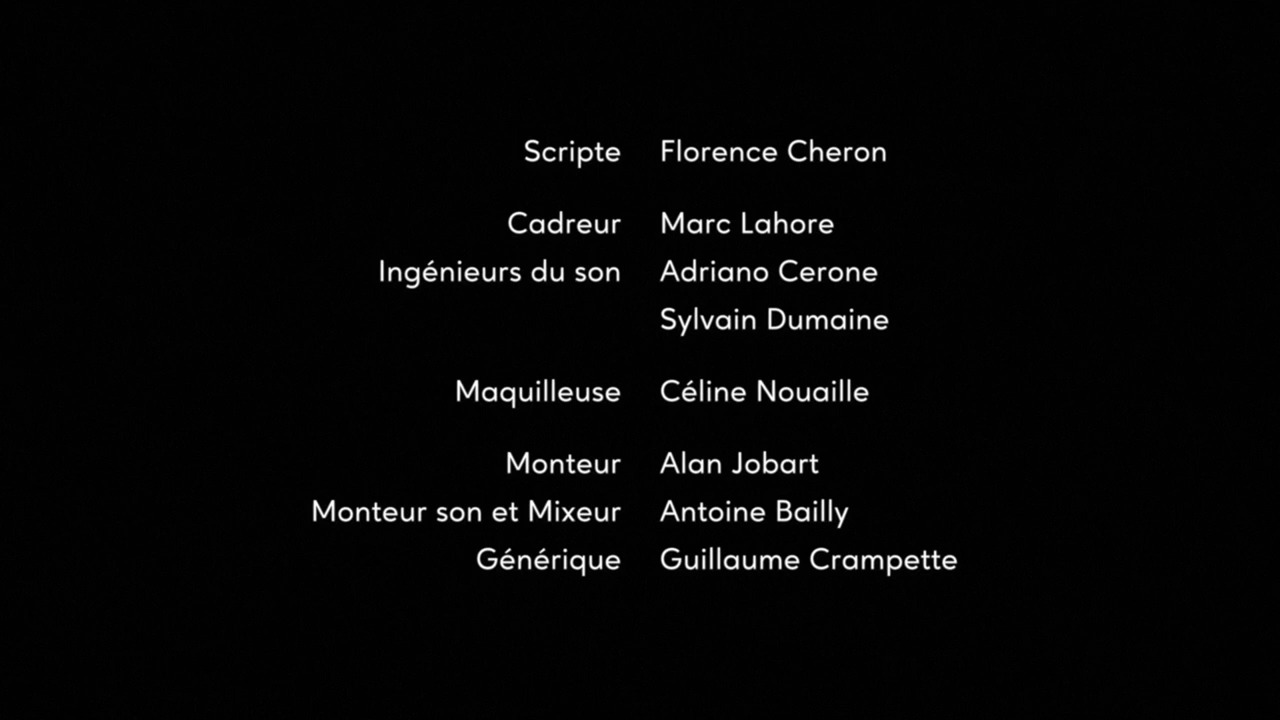 Scripte Florence Cheron
Cadreur Marc Lahore
Ingénieurs du son Adriano Cerone
Sylvain Dumaine
Maquilleuse Céline Nouaille
Monteur Alan Jobart
Monteur son et Mixeur Antoine Bailly
Générique Guillaume Crampette